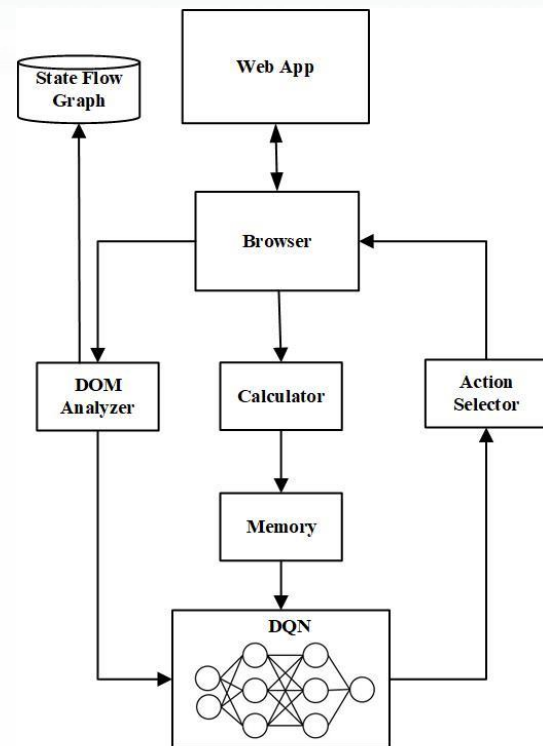 State Flow
Graph
Web App
Browser
DOM
Analyzer
Calculator
Action
Selector
Memory
DQN